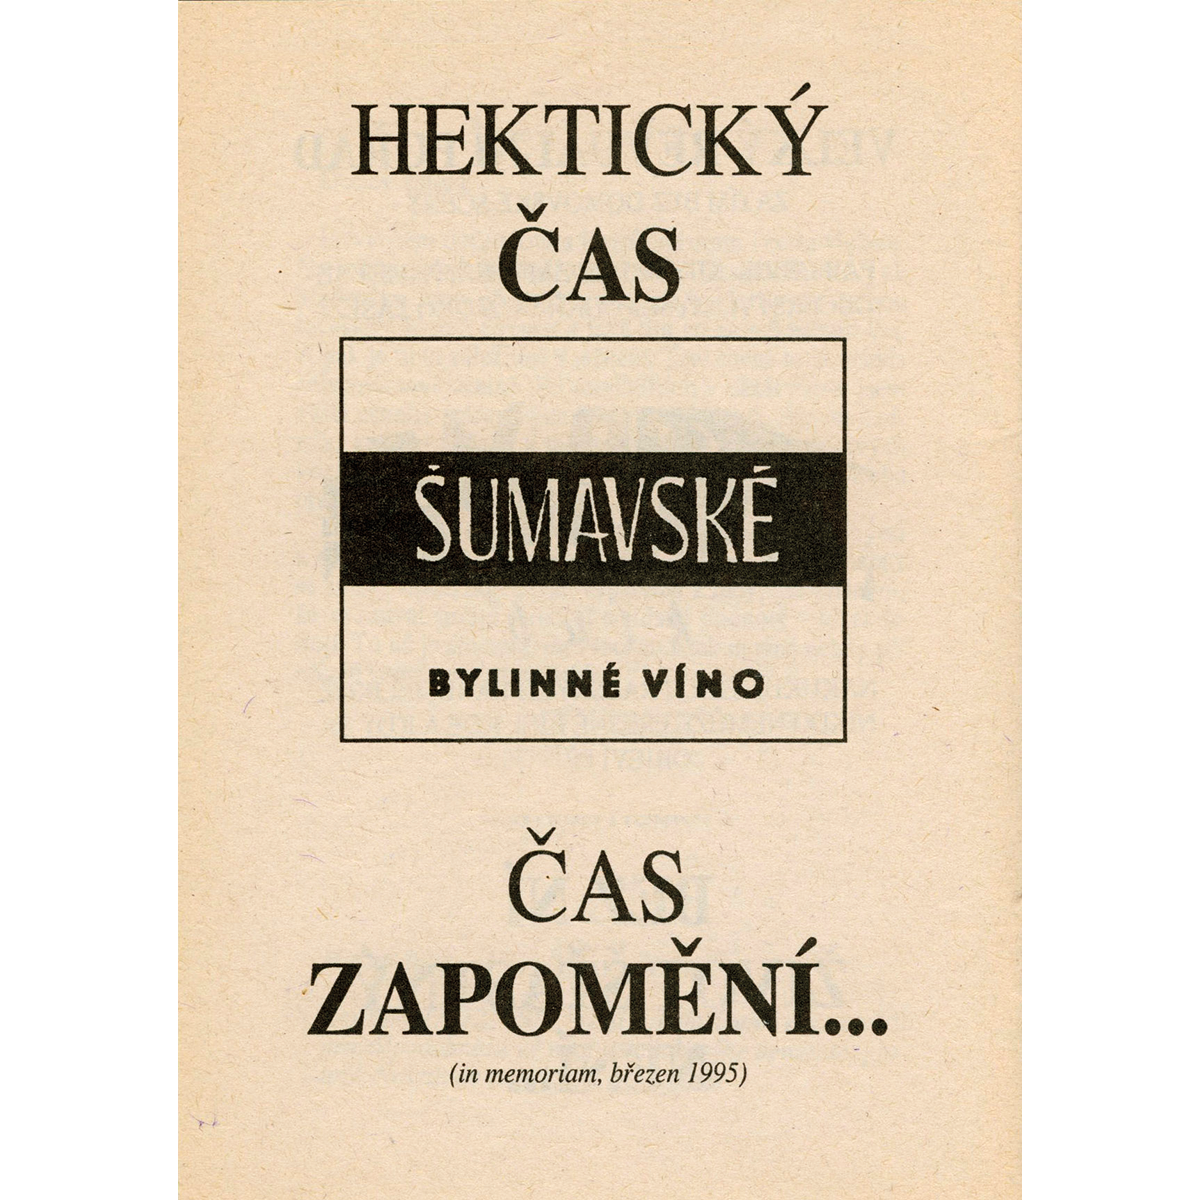 HEKTICKÝ
ČAS
ŠUMAVSKÉ
BYLINNÉ VÍNO
ČAS
ZAPOMĚNÍ...
(in memoriam, březen 1995)